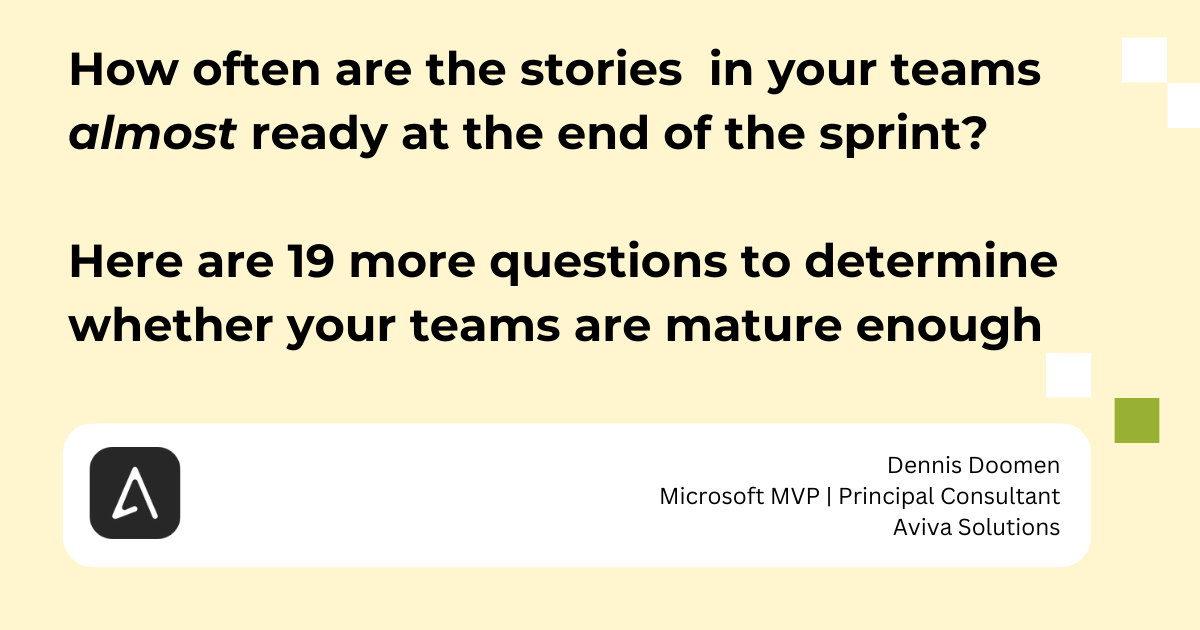 How often are the stories  in your teams
almost ready at the end of the sprint?
Here are 19 more questions to determine
whether your teams are mature enough
Dennis Doomen
Microsoft MVP | Principal Consultant
Aviva Solutions